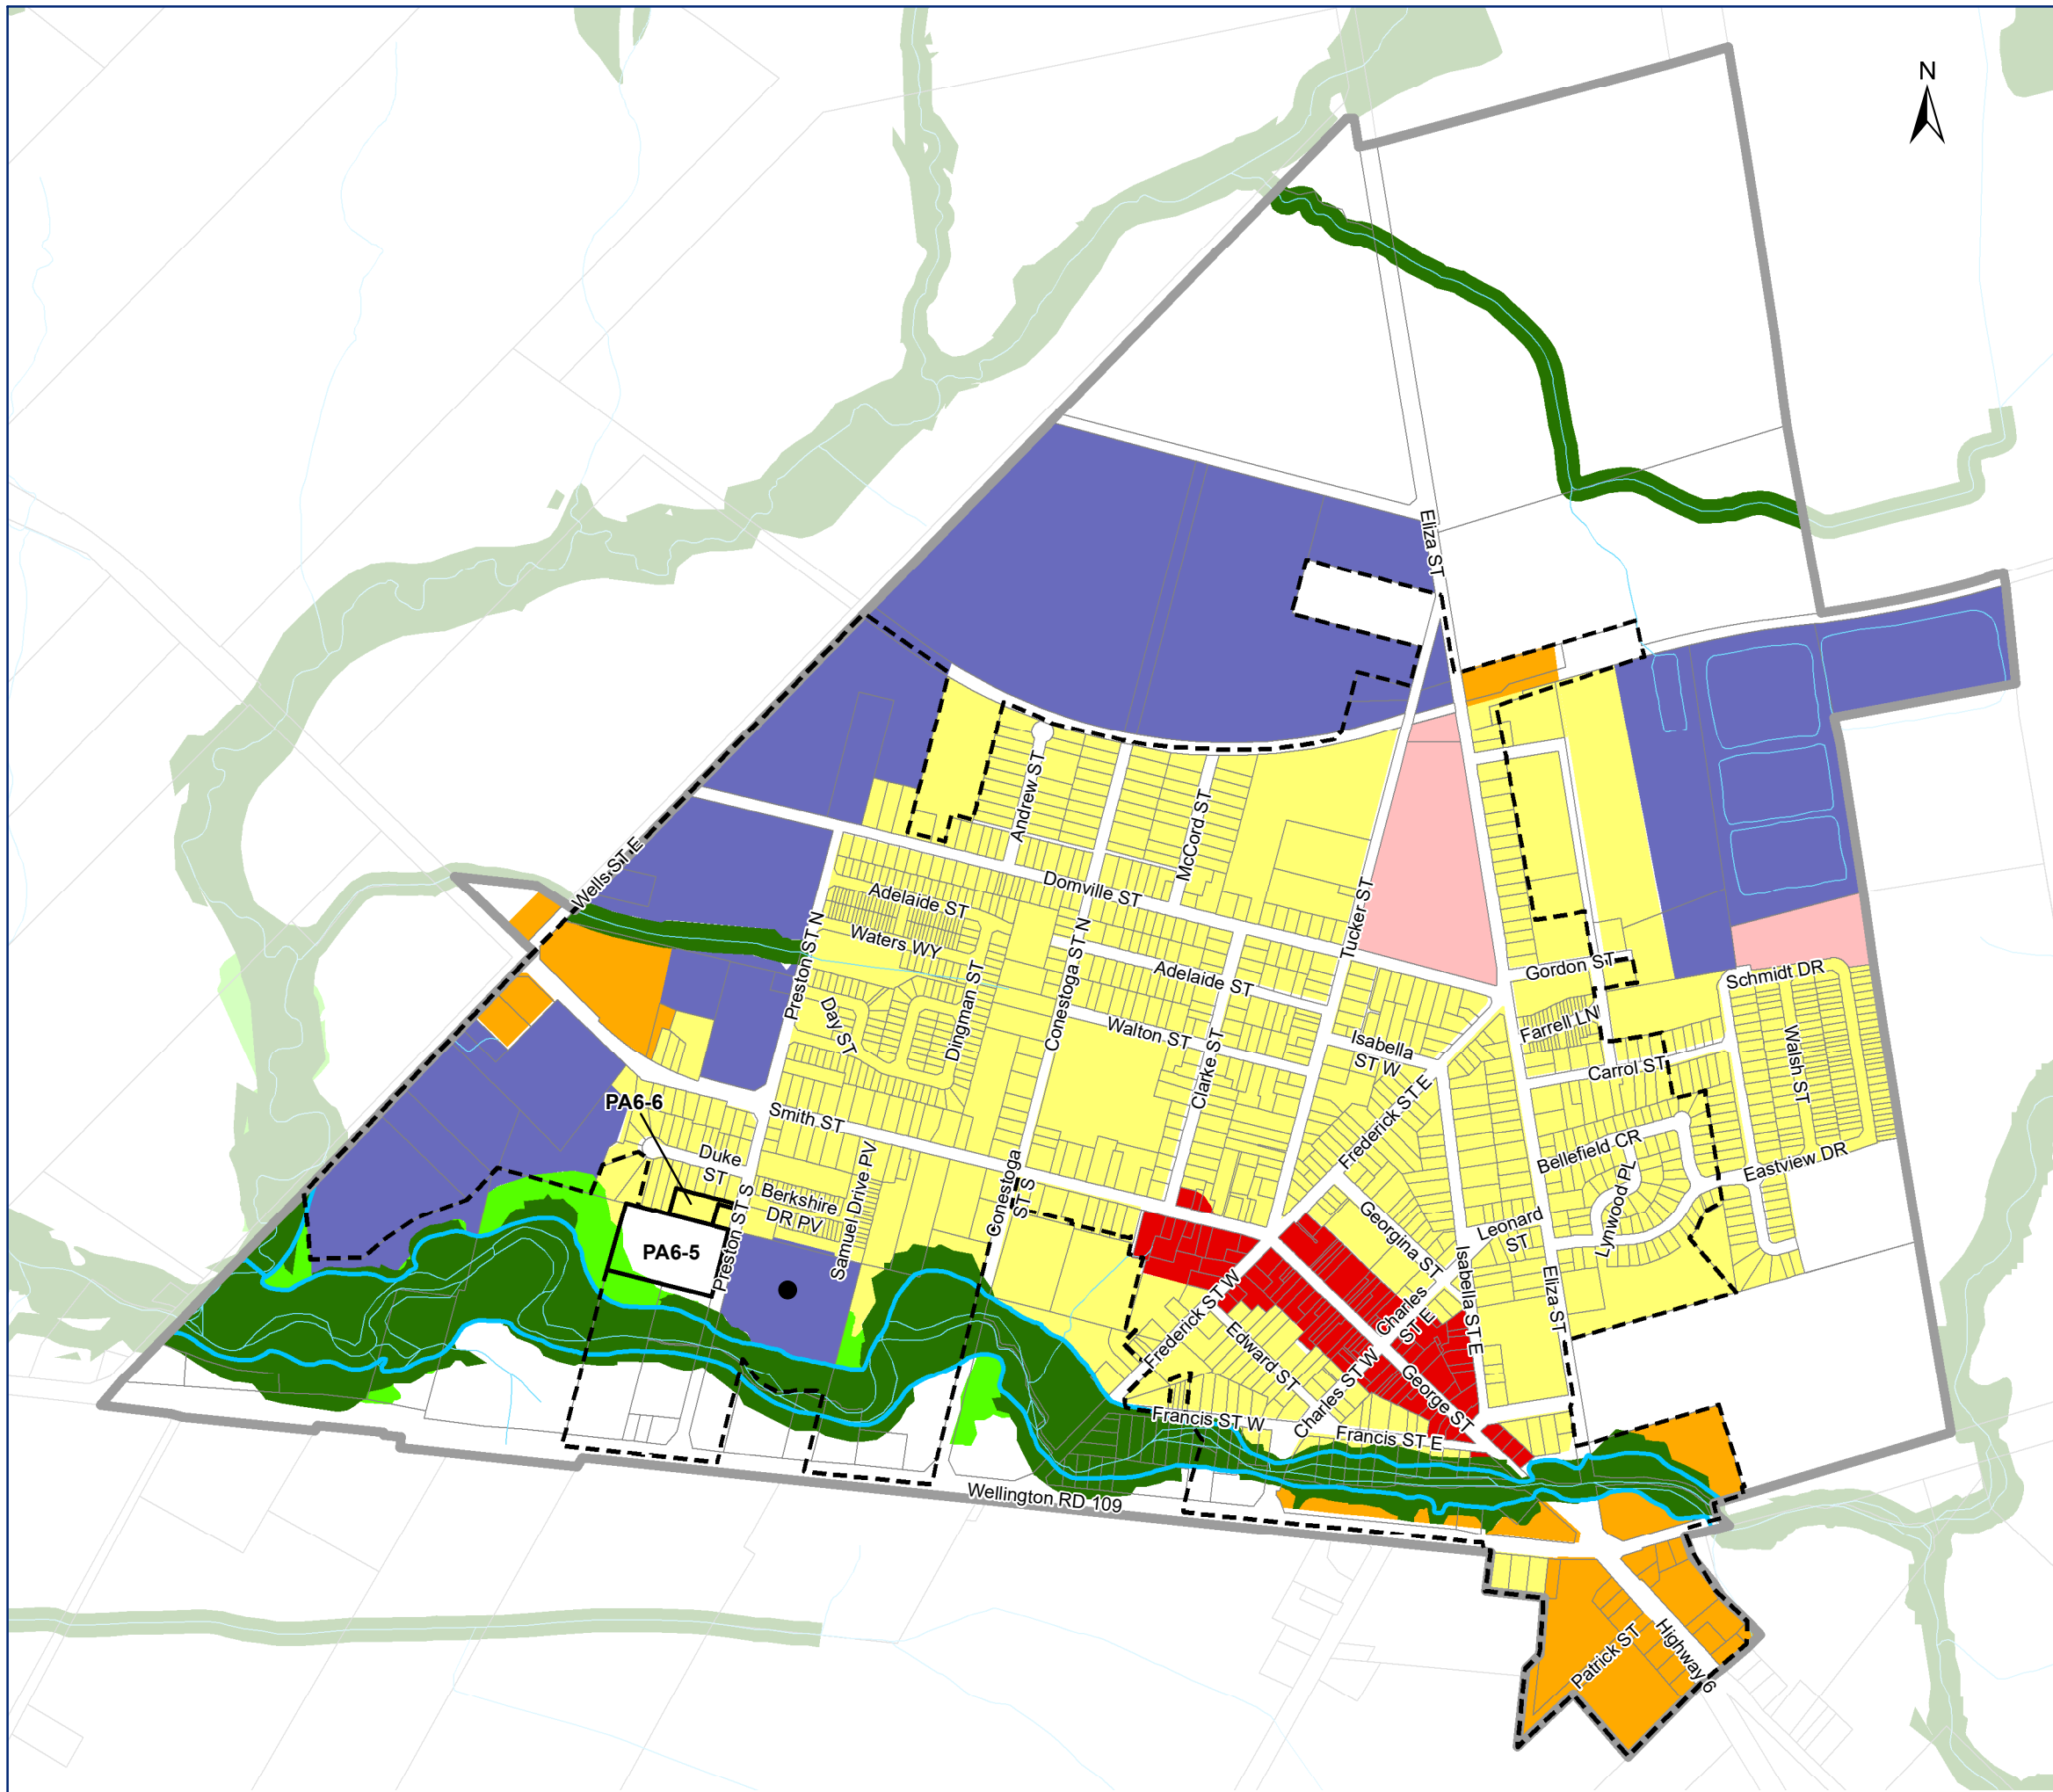 N
Eliza ST
Andrew ST
McCord ST
Wells ST E
Domville ST
Adelaide ST
Tucker ST
Preston ST N
Waters WY
Conestoga ST N
Adelaide ST
Gordon ST
Schmidt DR
Dingman ST
Day ST
Walton ST
Farrell LN
Isabella
ST W
Walsh ST
Clarke ST
Carrol ST
PA6-6
Smith ST
Frederick ST E
Duke
ST
Bellefield CR
Eastview DR
Samuel Drive PV
Berkshire
DR PV
Conestoga
ST S
Lynwood PL
Georgina ST
Leonard
ST
PA6-5
Preston ST S
Isabella ST E
Eliza ST
Frederick ST W
Charles
ST E
Edward ST
Charles ST W
George ST
Francis ST W
Francis ST E
Wellington RD 109
Patrick ST
Highway 6